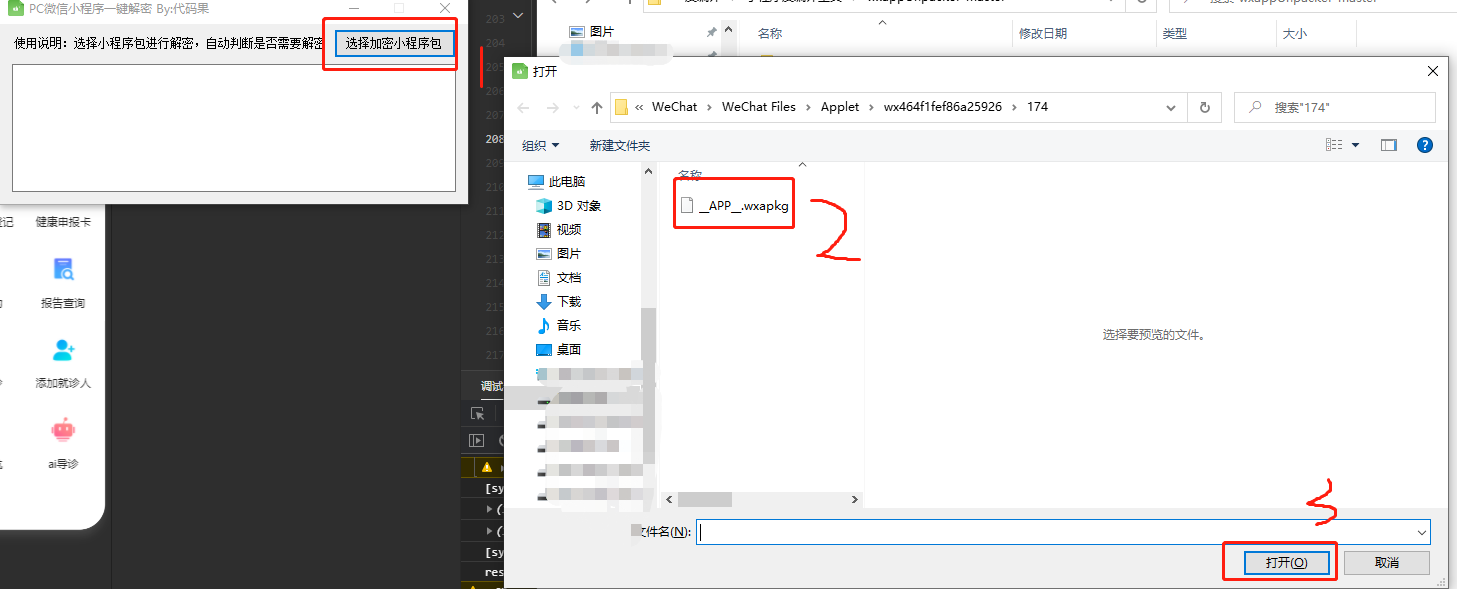 PC微信小程序一键解密 By:代码果
使用说明：选择小程序包进行解密，自动判断是否需要解密
选择加密小程序包
健康申报卡
报告查询
添加就诊人
ai导诊
203
204
205
206
207
208
209
210
211
212
213
214
215
216
217
调试
[sy
(
(
[sy
res
图片
名称
修改日期
类型
大小
打开
« WeChat › WeChat Files › Applet › wx464f1fef86a25926 › 174
搜索"174"
组织
新建文件夹
此电脑
3D 对象
视频
图片
文档
下载
音乐
桌面
名称
__APP__.wxapkg
2
选择要预览的文件。
3
文件名(N):
打开(O)
取消